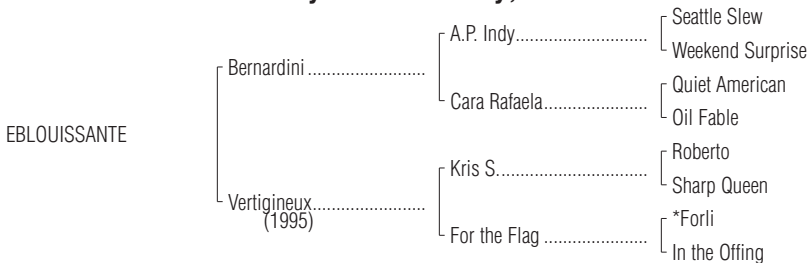 Seattle Slew
A.P. Indy
Weekend Surprise
Bernardini
Quiet American
Cara Rafaela
Oil Fable
EBLOUISSANTE
Roberto
Kris S.
Sharp Queen
Vertigineux
(1995)
*Forli
For the Flag
In the Offing